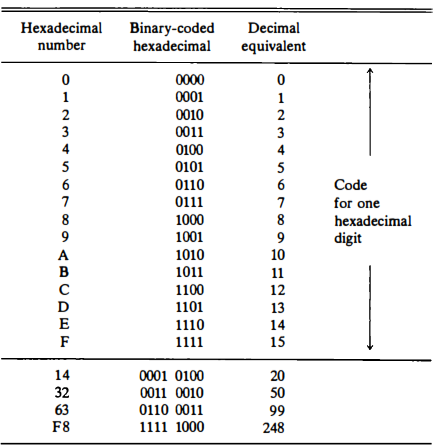 Hexadecimal Binary-coded Decimal
number hexadecimal equivalent
0 0000 0
1 0001 1
2 0010 2
3 0011 3
4 0100 4
5 0101 5
6 0110 6 Code
7 0111 7 for one
8 1000 8 hexadecimal
9 1001 9 digit
A 1010 10
B 1011 11
C 1100 12
D 1101 13
E 1110 14
F 1111 15
14 0001 0100 20
32 0011 0010 50
63 0110 0011 99
F8 1111 1000 248